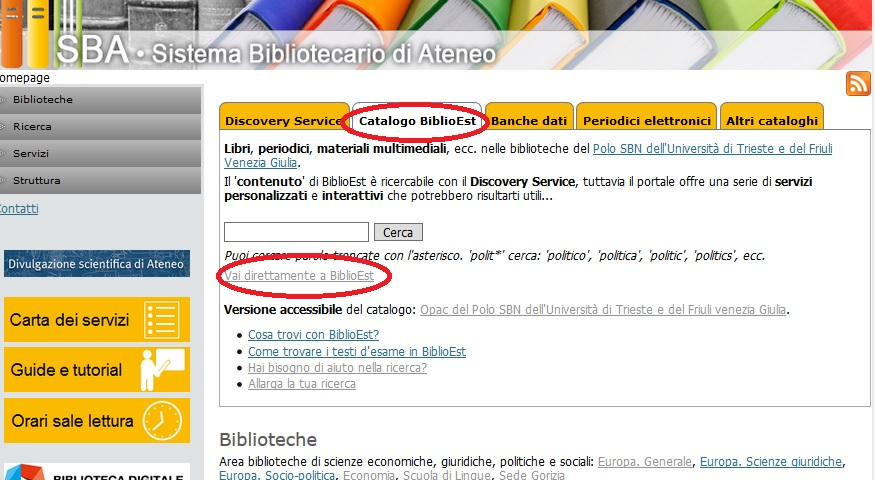 SBA • Sistema Bibliotecario di Ateneo
omepage
Biblioteche
Ricerca
Servizi
Struttura
Contatti
Divulgazione scientifica di Ateneo
Carta dei servizi
Guide e tutorial
Orari sale lettura
BIBLIOTECA DIGITALE
Discovery Service
Catalogo BiblioEst
Banche dati
Periodici elettronici
Altri cataloghi
Libri, periodici, materiali multimediali, ecc. nelle biblioteche del Polo SBN dell'Università di Trieste e del Friuli
Venezia Giulia.
Il 'contenuto' di BiblioEst è ricercabile con il Discovery Service, tuttavia il portale offre una serie di servizi
personalizzati e interattivi che potrebbero risultarti utili...
Cerca
Puoi cercare parole troncate con l'asterisco. 'polit*' cerca: 'politico', 'politica', 'politic', 'politics', ecc.
Vai direttamente a BiblioEst
Versione accessibile del catalogo: Opac del Polo SBN dell'Università di Trieste e del Friuli venezia Giulia.
Cosa trovi con BiblioEst?
Come trovare i testi d'esame in BiblioEst
Hai bisogno di aiuto nella ricerca?
Allarga la tua ricerca
Biblioteche
Area biblioteche di scienze economiche, giuridiche, politiche e sociali: Europa. Generale, Europa. Scienze giuridiche,
Europa. Socio-politica, Economia, Scuola di Lingue, Sede Gorizia